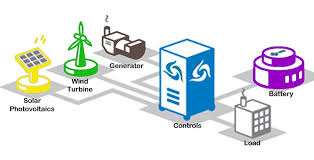 Generator
Wind
Turbine
Solar
Photovoltaics
Battery
Controls
Load